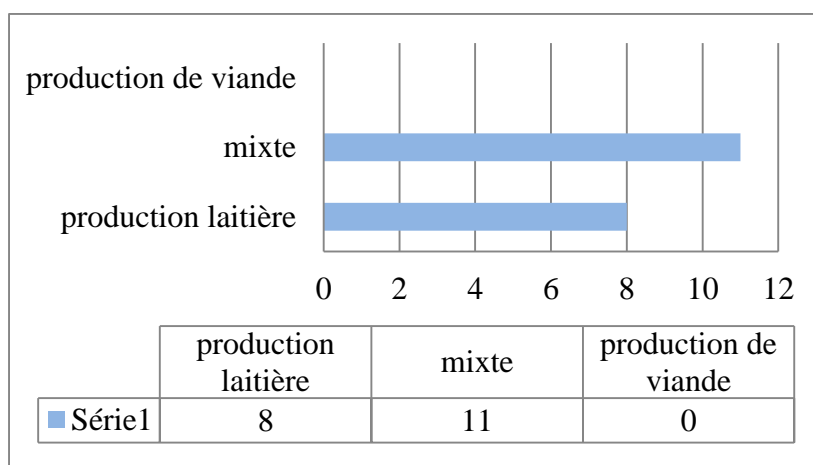 production de viande
mixte
production laitière
0 2 4 6 8 10 12
production laitière mixte production de viande
Série1 8 11 0